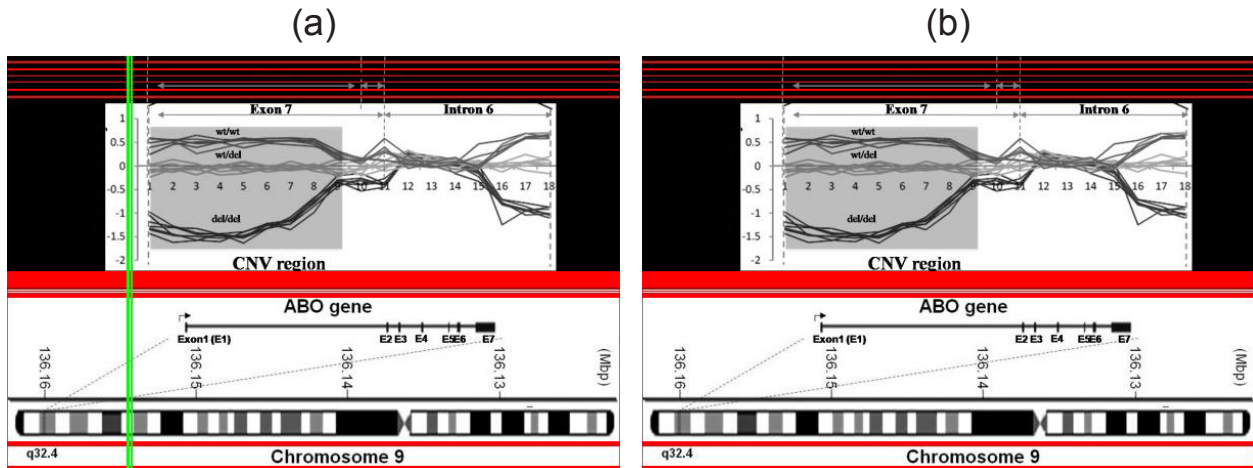 (a) (b)
Exon 7 Intron 6
1
0.5
0
-0.5
-1
-1.5
-2
wt/wt
wt/del
1 2 3 4 5 6 7 8 9 10 11 12 13 14 15 16 17 18
del/del
CNV region
ABO gene
Exon1 (E1) E2 E3 E4 E5 E6 E7
136.16 136.15 136.14 136.13 (Mbp)
q32.4
Chromosome 9
Exon 7 Intron 6
1
0.5
0
-0.5
-1
-1.5
-2
wt/wt
wt/del
1 2 3 4 5 6 7 8 9 10 11 12 13 14 15 16 17 18
del/del
CNV region
ABO gene
Exon1 (E1) E2 E3 E4 E5 E6 E7
136.16 136.15 136.14 136.13 (Mbp)
q32.4
Chromosome 9